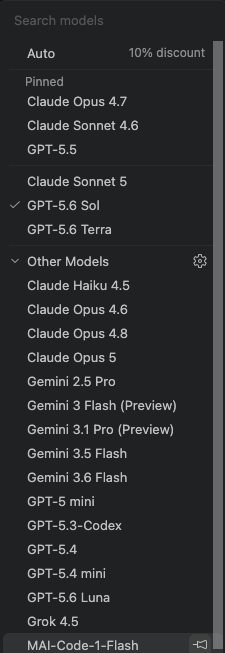 Search models
Auto 10% discount
Pinned
Claude Opus 4.7
Claude Sonnet 4.6
GPT-5.5
Claude Sonnet 5
GPT-5.6 Sol
GPT-5.6 Terra
Other Models
Claude Haiku 4.5
Claude Opus 4.6
Claude Opus 4.8
Claude Opus 5
Gemini 2.5 Pro
Gemini 3 Flash (Preview)
Gemini 3.1 Pro (Preview)
Gemini 3.5 Flash
Gemini 3.6 Flash
GPT-5 mini
GPT-5.3-Codex
GPT-5.4
GPT-5.4 mini
GPT-5.6 Luna
Grok 4.5
MAI-Code-1-Flash